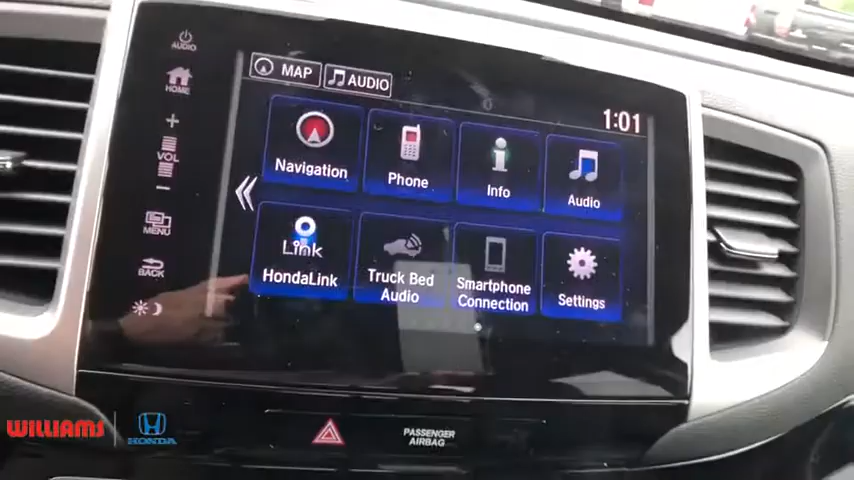 AUDIO
HOME
VOL
MENU
BACK
MAP
AUDIO
1:01
Navigation
Phone
Info
Audio
Link
HondaLink
Truck Bed
Audio
Smartphone
Connection
Settings
PASSENGER
AIRBAG
WILLIAMS
HONDA